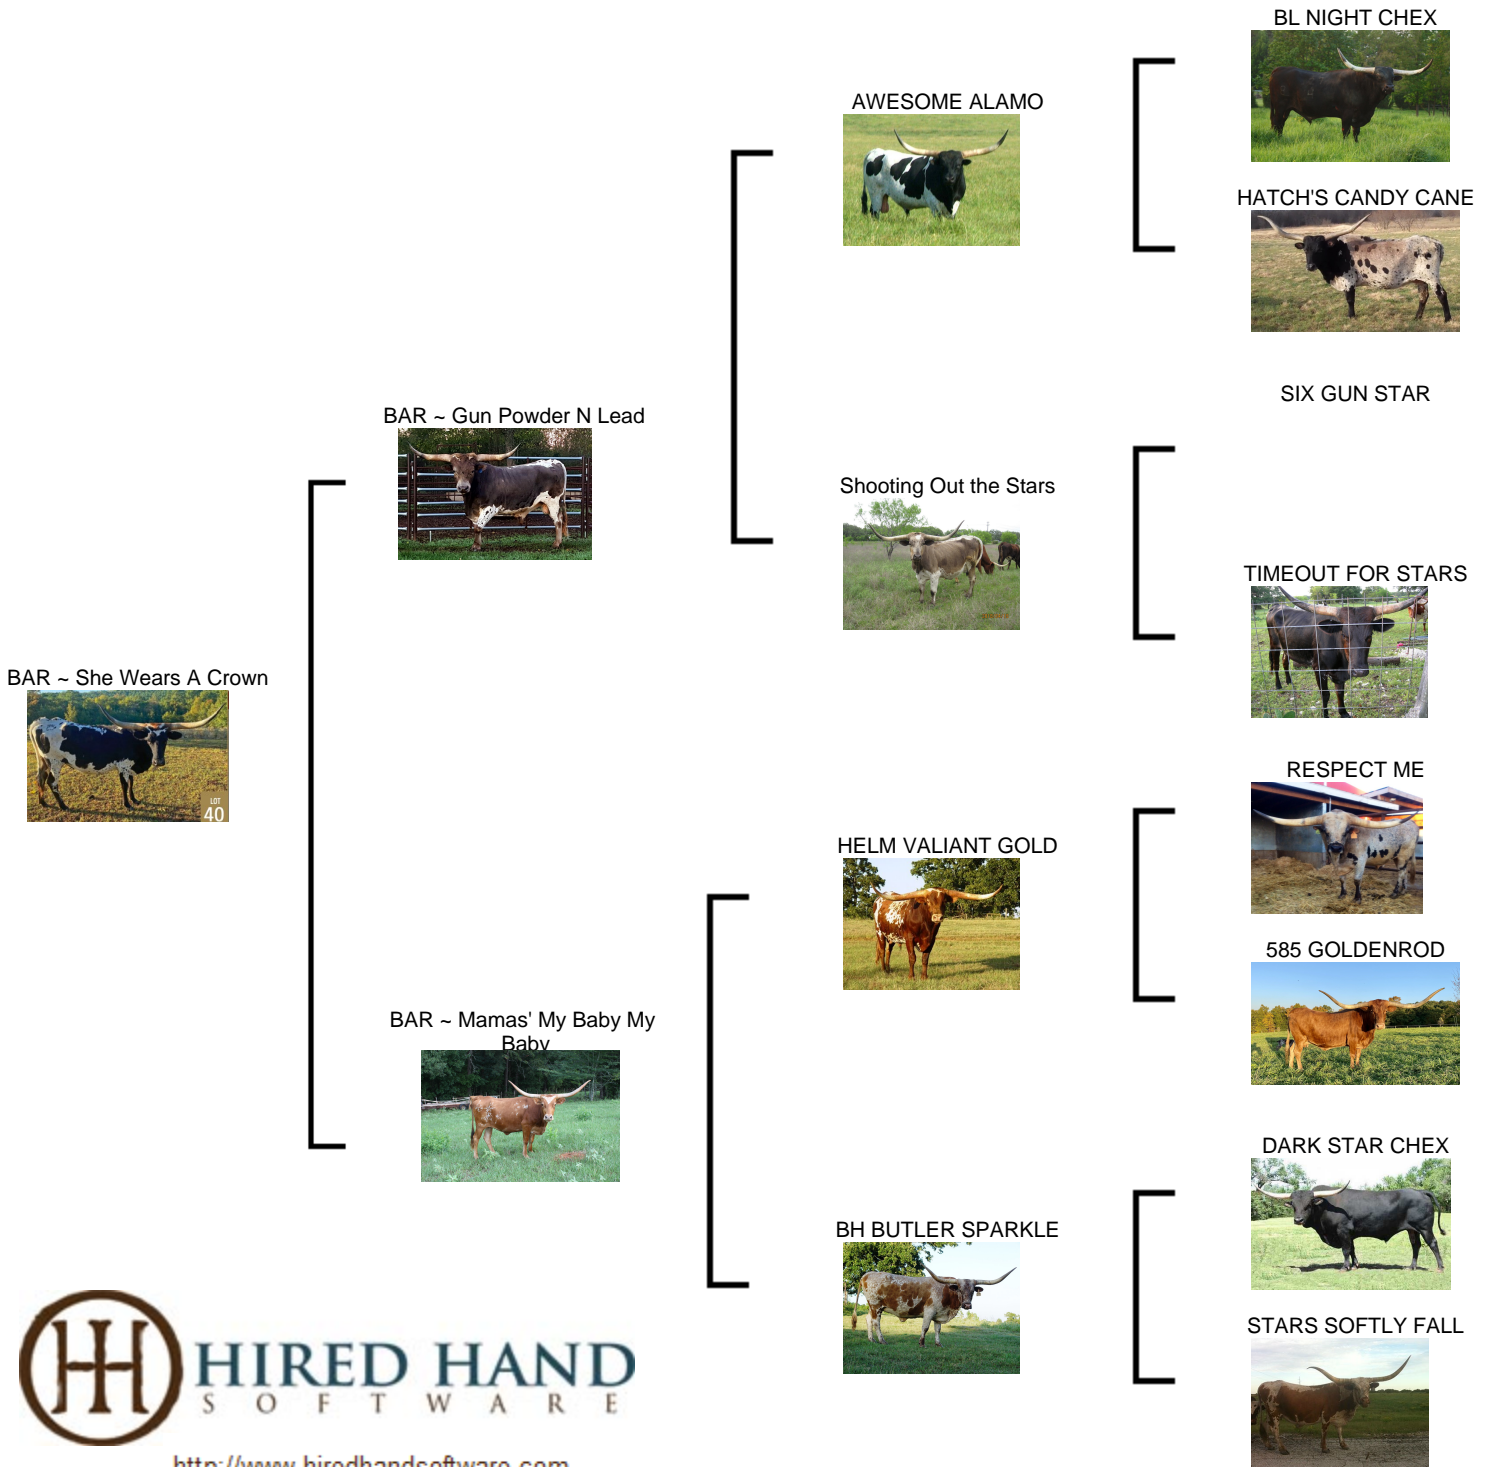 BL NIGHT CHEX
AWESOME ALAMO
HATCH'S CANDY CANE
SIX GUN STAR
BAR ~ Gun Powder N Lead
Shooting Out the Stars
TIMEOUT FOR STARS
BAR ~ She Wears A Crown
LOT
40
RESPECT ME
HELM VALIANT GOLD
585 GOLDENROD
BAR ~ Mamas' My Baby My
Baby
DARK STAR CHEX
BH BUTLER SPARKLE
STARS SOFTLY FALL
HIRED HAND
SOFTWARE
http://www.hiredhandsoftware.com